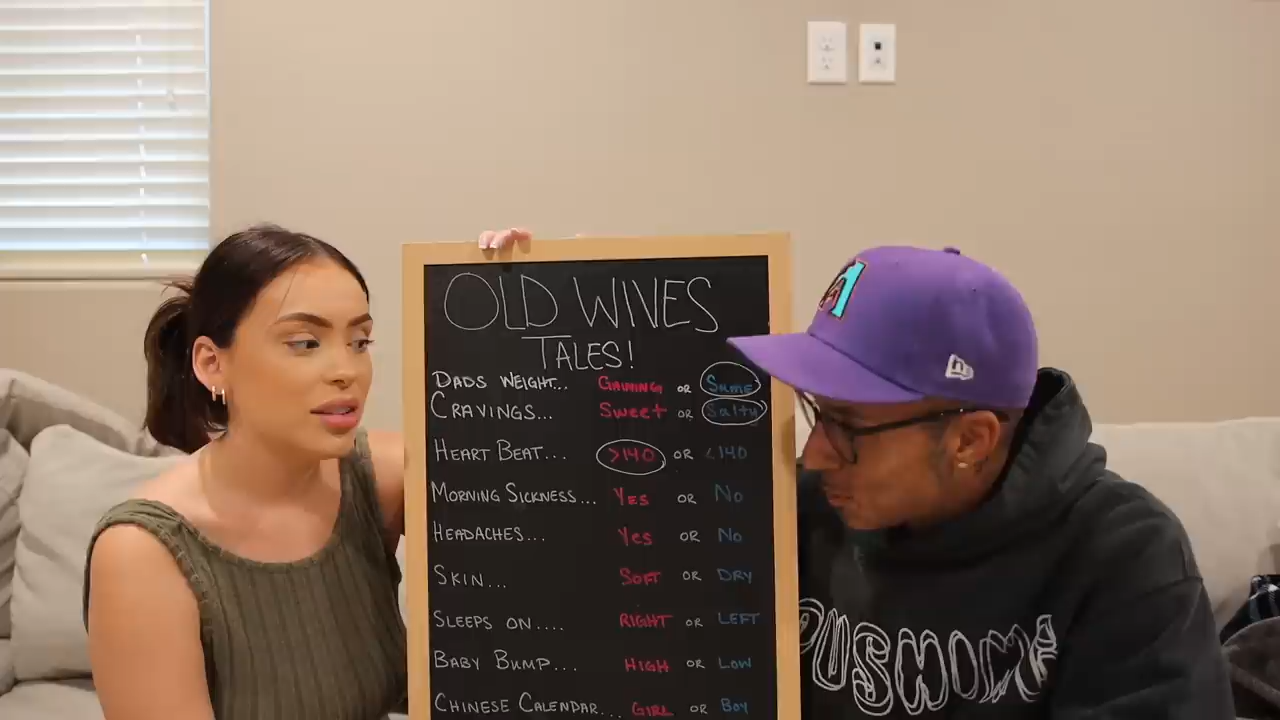 OLD WIVES
TALES!
DADS WEIGHT... GAINING OR SAME
CRAVINGS... Sweet OR Salty
HEART BEAT... >140 OR <140
MORNING SICKNESS... YES OR No
HEADACHES... Yes OR No
SKIN... SOFT OR DRY
SLEEPS ON.... RIGHT OR LEFT
BABY BUMP... HIGH OR LOW
CHINESE CALENDAR... GIRL OR BOY